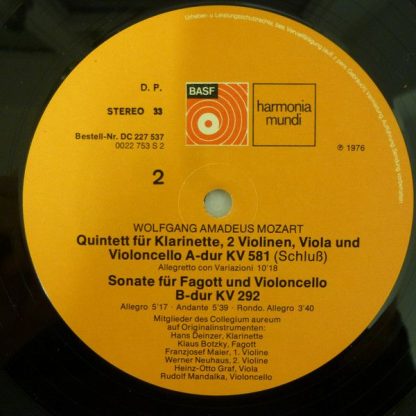 Urheber- u. Leistungsschutzrechte, bes. Vervielfältigung
D. P.
BASF
harmonia
mundi
STEREO 33
Bestell-Nr. DC 227 537
0022 753 S 2
℗ 1976
2
WOLFGANG AMADEUS MOZART
Quintett für Klarinette, 2 Violinen, Viola und
Violoncello A-dur KV 581 (Schluß)
Allegretto con Variazioni 10'18
Sonate für Fagott und Violoncello
B-dur KV 292
Allegro 5'17 · Andante 5'39 · Rondo. Allegro 3'40
Mitglieder des Collegium aureum
auf Originalinstrumenten:
Hans Deinzer, Klarinette
Klaus Botzky, Fagott
Franzjosef Maier, 1. Violine
Werner Neuhaus, 2. Violine
Heinz-Otto Graf, Viola
Rudolf Mandalka, Violoncello